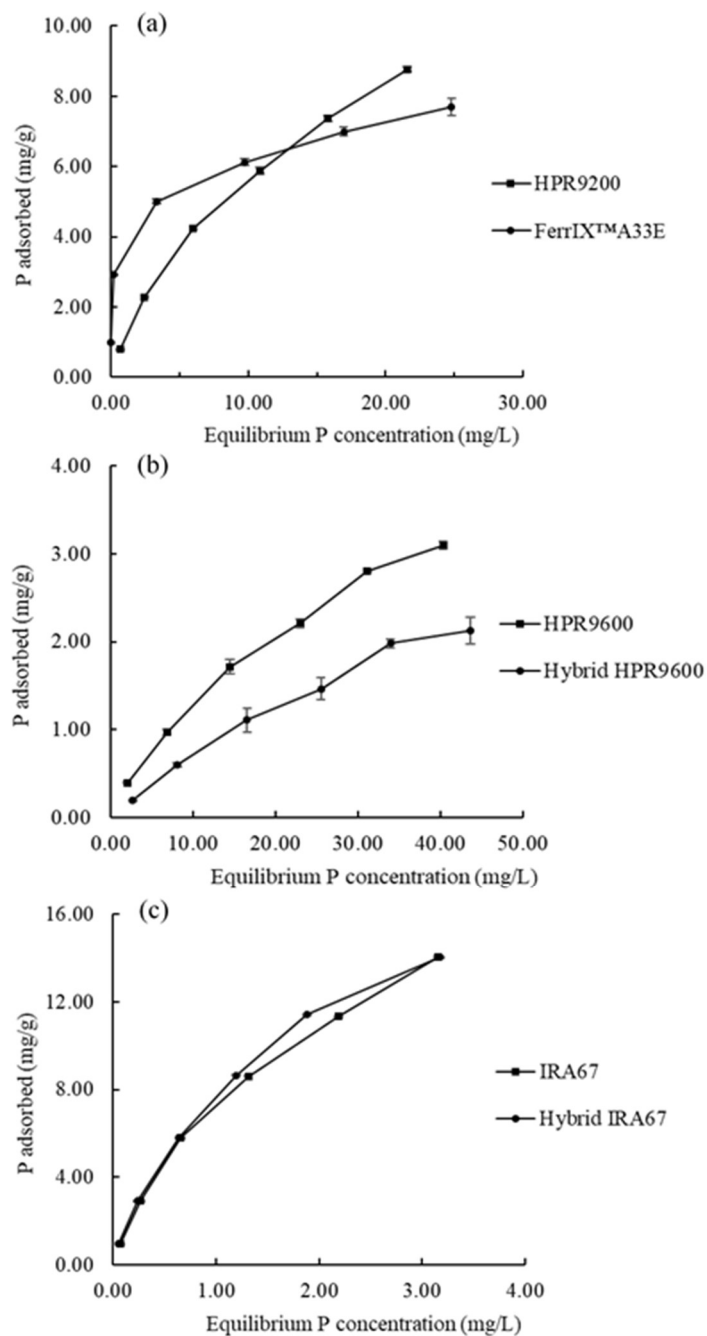 (a)
10.00
8.00
6.00
4.00
2.00
0.00
P adsorbed (mg/g)
HPR9200
FerrIX™A33E
0.00 10.00 20.00 30.00
Equilibrium P concentration (mg/L)
(b)
4.00
3.00
2.00
1.00
0.00
P adsorbed (mg/g)
HPR9600
Hybrid HPR9600
0.00 10.00 20.00 30.00 40.00 50.00
Equilibrium P concentration (mg/L)
(c)
16.00
12.00
8.00
4.00
0.00
P adsorbed (mg/g)
IRA67
Hybrid IRA67
0.00 1.00 2.00 3.00 4.00
Equilibrium P concentration (mg/L)